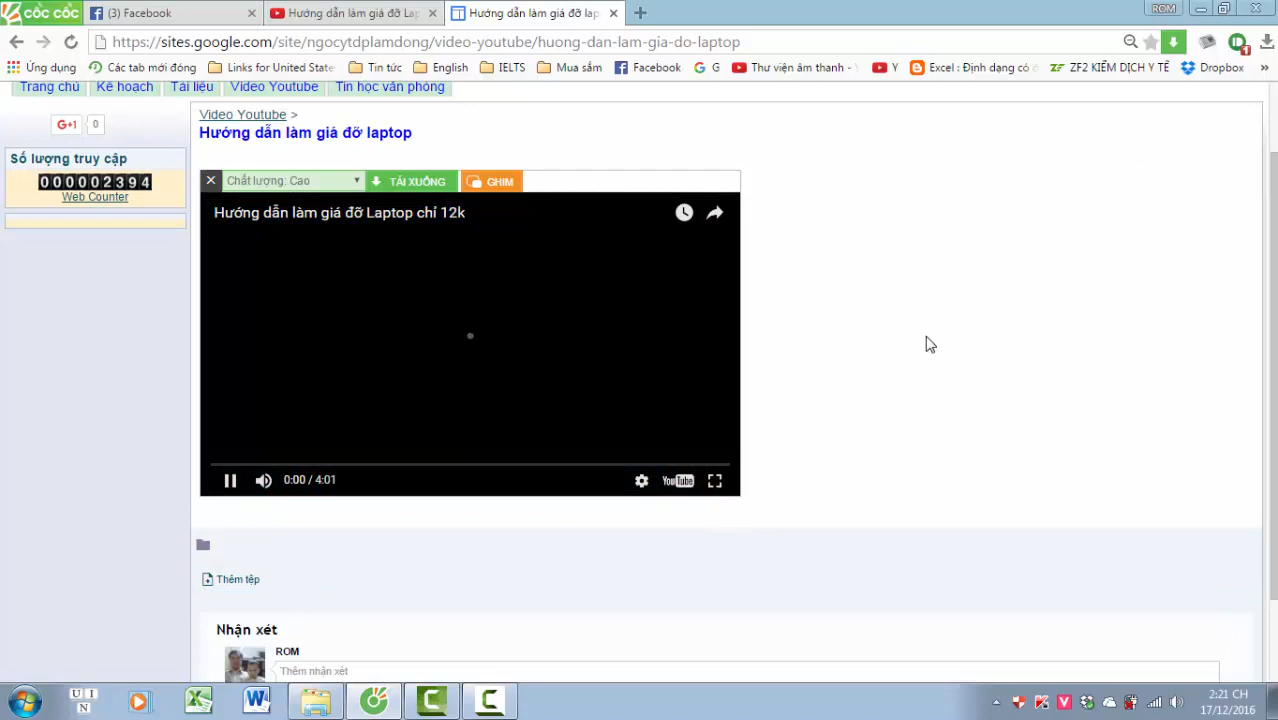 CỐC CỐC
(3) Facebook
Hướng dẫn làm giá đỡ Lap
Hướng dẫn làm giá đỡ lap
ROM
https://sites.google.com/site/ngocytdplamdong/video-youtube/huong-dan-lam-gia-do-laptop
Ứng dụng
Các tab mới đóng
Links for United State
Tin tức
English
IELTS
Mua sắm
Facebook
G
Thư viện âm thanh -
Y
Excel : Định dạng có
ZF2 KIỂM DỊCH Y TẾ
Dropbox
»
Trang chủ
Kế hoạch
Tài liệu
Video Youtube
Tin học văn phòng
G+1
0
Số lượng truy cập
000002394
Web Counter
Video Youtube >
Hướng dẫn làm giá đỡ laptop
Chất lượng: Cao
TẢI XUỐNG
GHIM
Hướng dẫn làm giá đỡ Laptop chỉ 12k
0:00 / 4:01
YouTube
Thêm tệp
Nhận xét
ROM
Thêm nhận xét
U I
N
2:21 CH
17/12/2016